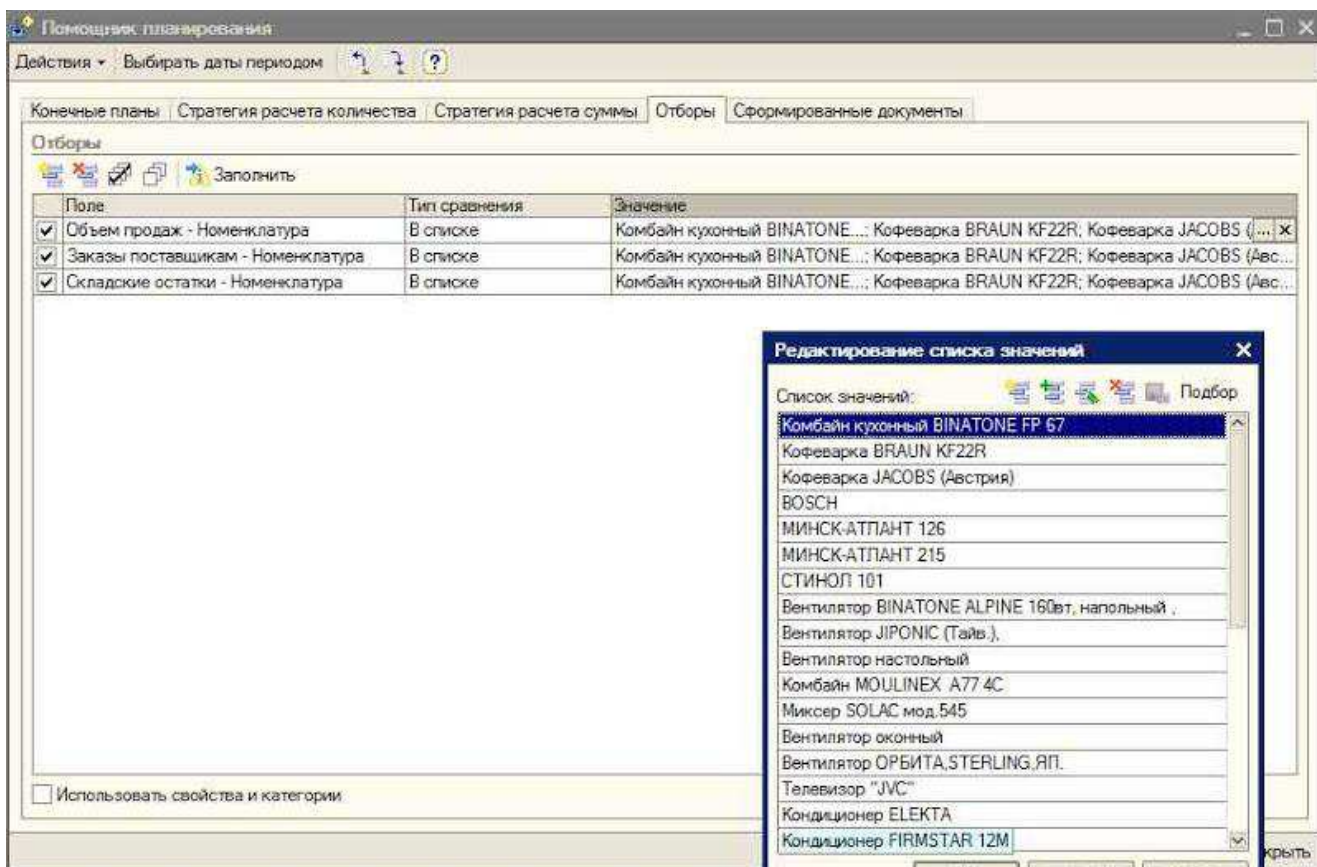 Помощник планирования
Действия Выбирать даты периодом ?
Конечные планы Стратегия расчета количества Стратегия расчета суммы Отборы Сформированные документы
Отборы
Заполнить
Поле Тип сравнения Значение
Объем продаж - Номенклатура В списке Комбайн кухонный BINATONE...; Кофеварка BRAUN KF22R; Кофеварка JACOBS (... x
Заказы поставщикам - Номенклатура В списке Комбайн кухонный BINATONE...; Кофеварка BRAUN KF22R; Кофеварка JACOBS (Авс...
Складские остатки - Номенклатура В списке Комбайн кухонный BINATONE...; Кофеварка BRAUN KF22R; Кофеварка JACOBS (Авс...
Редактирование списка значений
Список значений: Подбор
Комбайн кухонный BINATONE FP 67
Кофеварка BRAUN KF22R
Кофеварка JACOBS (Австрия)
BOSCH
МИНСК-АТЛАНТ 126
МИНСК-АТЛАНТ 215
СТИНОЛ 101
Вентилятор BINATONE ALPINE 160вт, напольный ,
Вентилятор JIPONIC (Тайв.),
Вентилятор настольный
Комбайн MOULINEX A77 4C
Миксер SOLAC мод.545
Вентилятор оконный
Вентилятор ОРБИТА,STERLING,ЯП.
Телевизор "JVC"
Кондиционер ELEKTA
Кондиционер FIRMSTAR 12М
Использовать свойства и категории
крыть